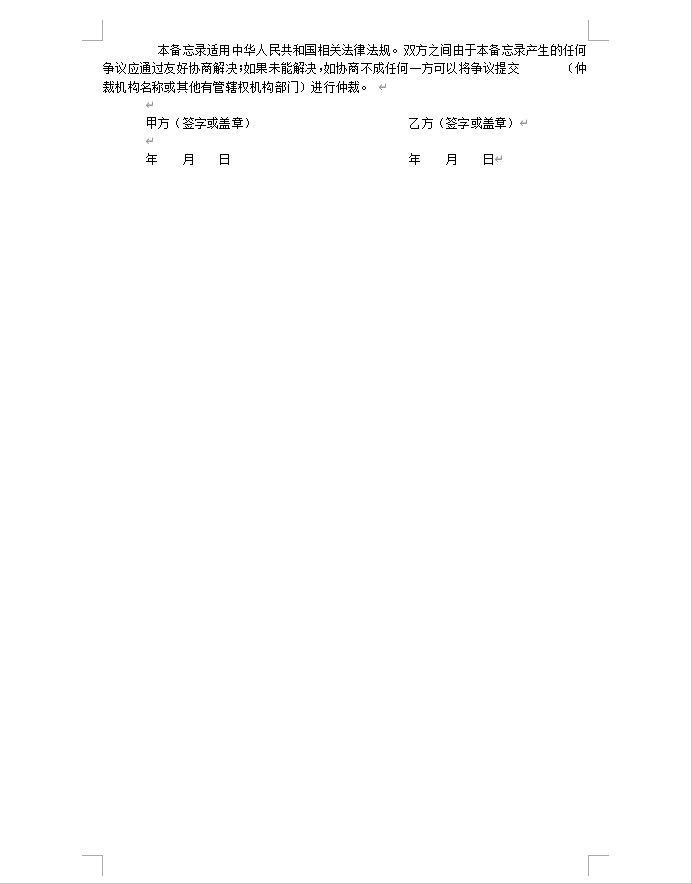 本备忘录适用中华人民共和国相关法律法规。双方之间由于本备忘录产生的任何
争议应通过友好协商解决;如果未能解决,如协商不成任何一方可以将争议提交 （仲
裁机构名称或其他有管辖权机构部门）进行仲裁。
甲方（签字或盖章） 乙方（签字或盖章）
年 月 日 年 月 日